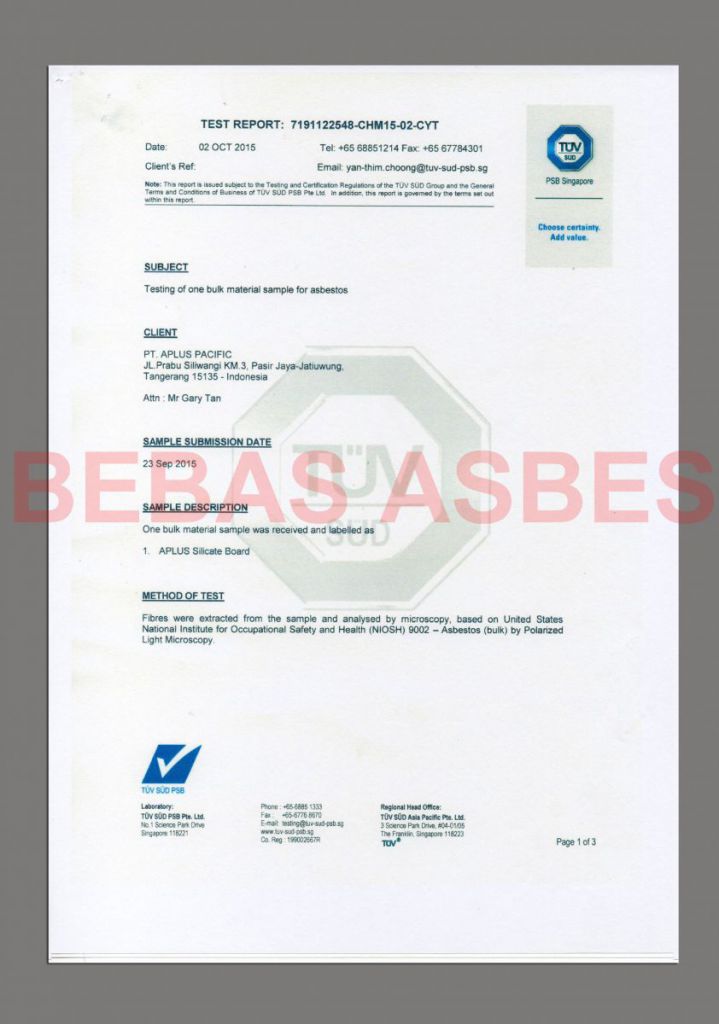 TEST REPORT: 7191122548-CHM15-02-CYT
Date: 02 OCT 2015 Tel: +65 68851214 Fax: +65 67784301
Client's Ref: Email: yan-thim.choong@tuv-sud-psb.sg
Note: This report is issued subject to the Testing and Certification Regulations of the TÜV SÜD Group and the General
Terms and Conditions of Business of TÜV SÜD PSB Pte Ltd. In addition, this report is governed by the terms set out
within this report.
TÜV
SÜD
PSB Singapore
Choose certainty.
Add value.
SUBJECT
Testing of one bulk material sample for asbestos
CLIENT
PT. APLUS PACIFIC
JL.Prabu Siliwangi KM.3, Pasir Jaya-Jatiuwung,
Tangerang 15135 - Indonesia
Attn : Mr Gary Tan
SAMPLE SUBMISSION DATE
23 Sep 2015
TÜV
SÜD
BEBAS ASBES
SAMPLE DESCRIPTION
One bulk material sample was received and labelled as
1. APLUS Silicate Board
METHOD OF TEST
Fibres were extracted from the sample and analysed by microscopy, based on United States
National Institute for Occupational Safety and Health (NIOSH) 9002 – Asbestos (bulk) by Polarized
Light Microscopy.
TÜV SÜD PSB
Laboratory:
TÜV SÜD PSB Pte. Ltd.
No.1 Science Park Drive
Singapore 118221
Phone : +65-6885 1333
Fax : +65-6776 8670
E-mail: testing@tuv-sud-psb.sg
www.tuv-sud-psb.sg
Co. Reg : 199002667R
Regional Head Office:
TÜV SÜD Asia Pacific Pte. Ltd.
3 Science Park Drive, #04-01/05
The Franklin, Singapore 118223
TÜV®
Page 1 of 3